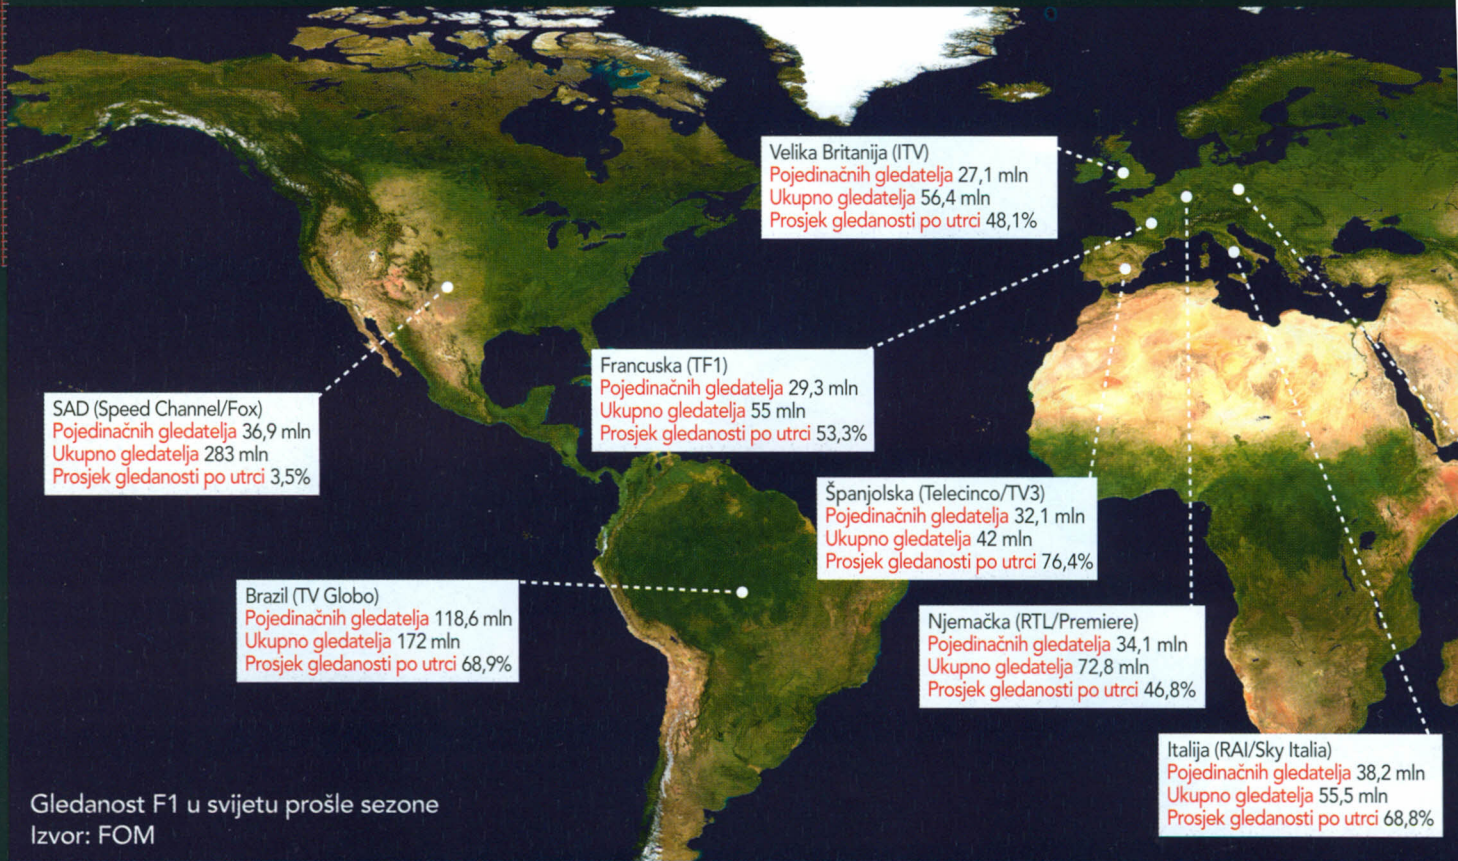 Velika Britanija (ITV)
Pojedinačnih gledatelja 27,1 mln
Ukupno gledatelja 56,4 mln
Prosjek gledanosti po utrci 48,1%
Francuska (TF1)
Pojedinačnih gledatelja 29,3 mln
Ukupno gledatelja 55 mln
Prosjek gledanosti po utrci 53,3%
SAD (Speed Channel/Fox)
Pojedinačnih gledatelja 36,9 mln
Ukupno gledatelja 283 mln
Prosjek gledanosti po utrci 3,5%
Španjolska (Telecinco/TV3)
Pojedinačnih gledatelja 32,1 mln
Ukupno gledatelja 42 mln
Prosjek gledanosti po utrci 76,4%
Brazil (TV Globo)
Pojedinačnih gledatelja 118,6 mln
Ukupno gledatelja 172 mln
Prosjek gledanosti po utrci 68,9%
Njemačka (RTL/Premiere)
Pojedinačnih gledatelja 34,1 mln
Ukupno gledatelja 72,8 mln
Prosjek gledanosti po utrci 46,8%
Italija (RAI/Sky Italia)
Pojedinačnih gledatelja 38,2 mln
Ukupno gledatelja 55,5 mln
Prosjek gledanosti po utrci 68,8%
Gledanost F1 u svijetu prošle sezone
Izvor: FOM